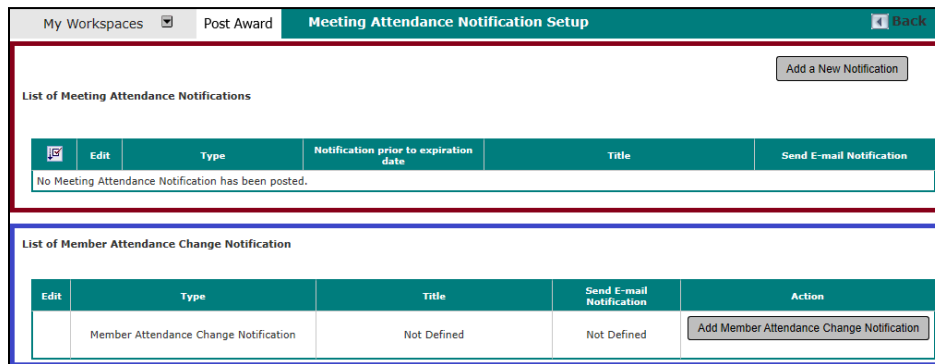 My Workspaces Post Award Meeting Attendance Notification Setup Back
Add a New Notification
List of Meeting Attendance Notifications
Edit Type Notification prior to expiration date Title Send E-mail Notification
No Meeting Attendance Notification has been posted.
List of Member Attendance Change Notification
Edit Type Title Send E-mail Notification Action
Member Attendance Change Notification Not Defined Not Defined Add Member Attendance Change Notification